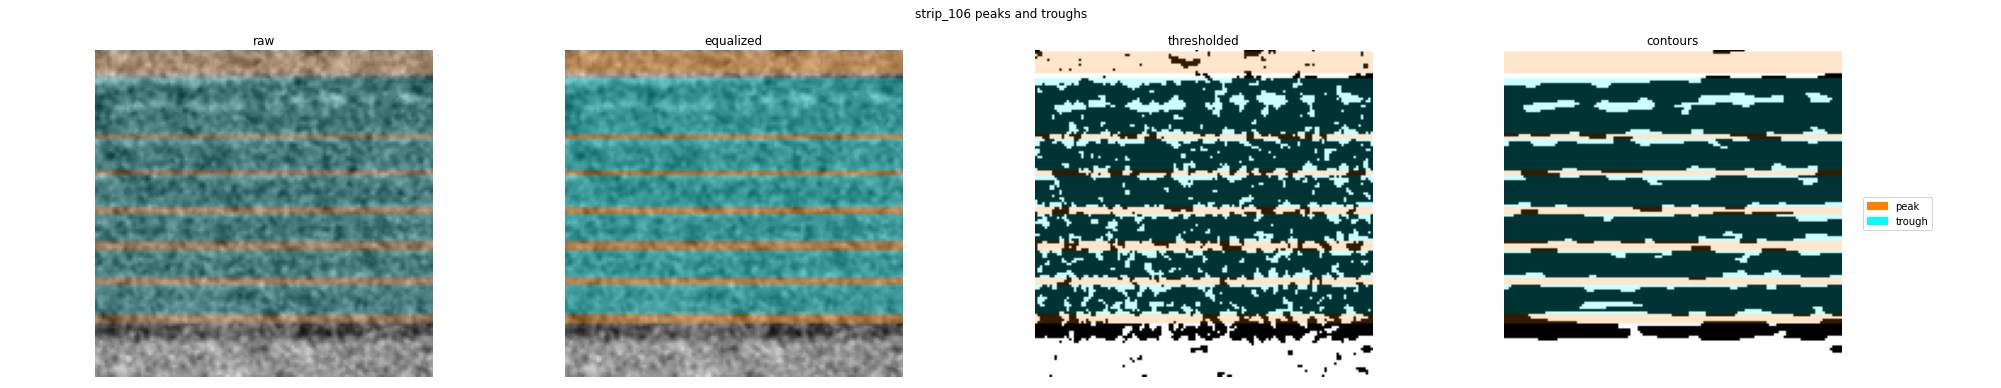 strip_106 peaks and troughs
raw
equalized
thresholded
contours
peak
trough